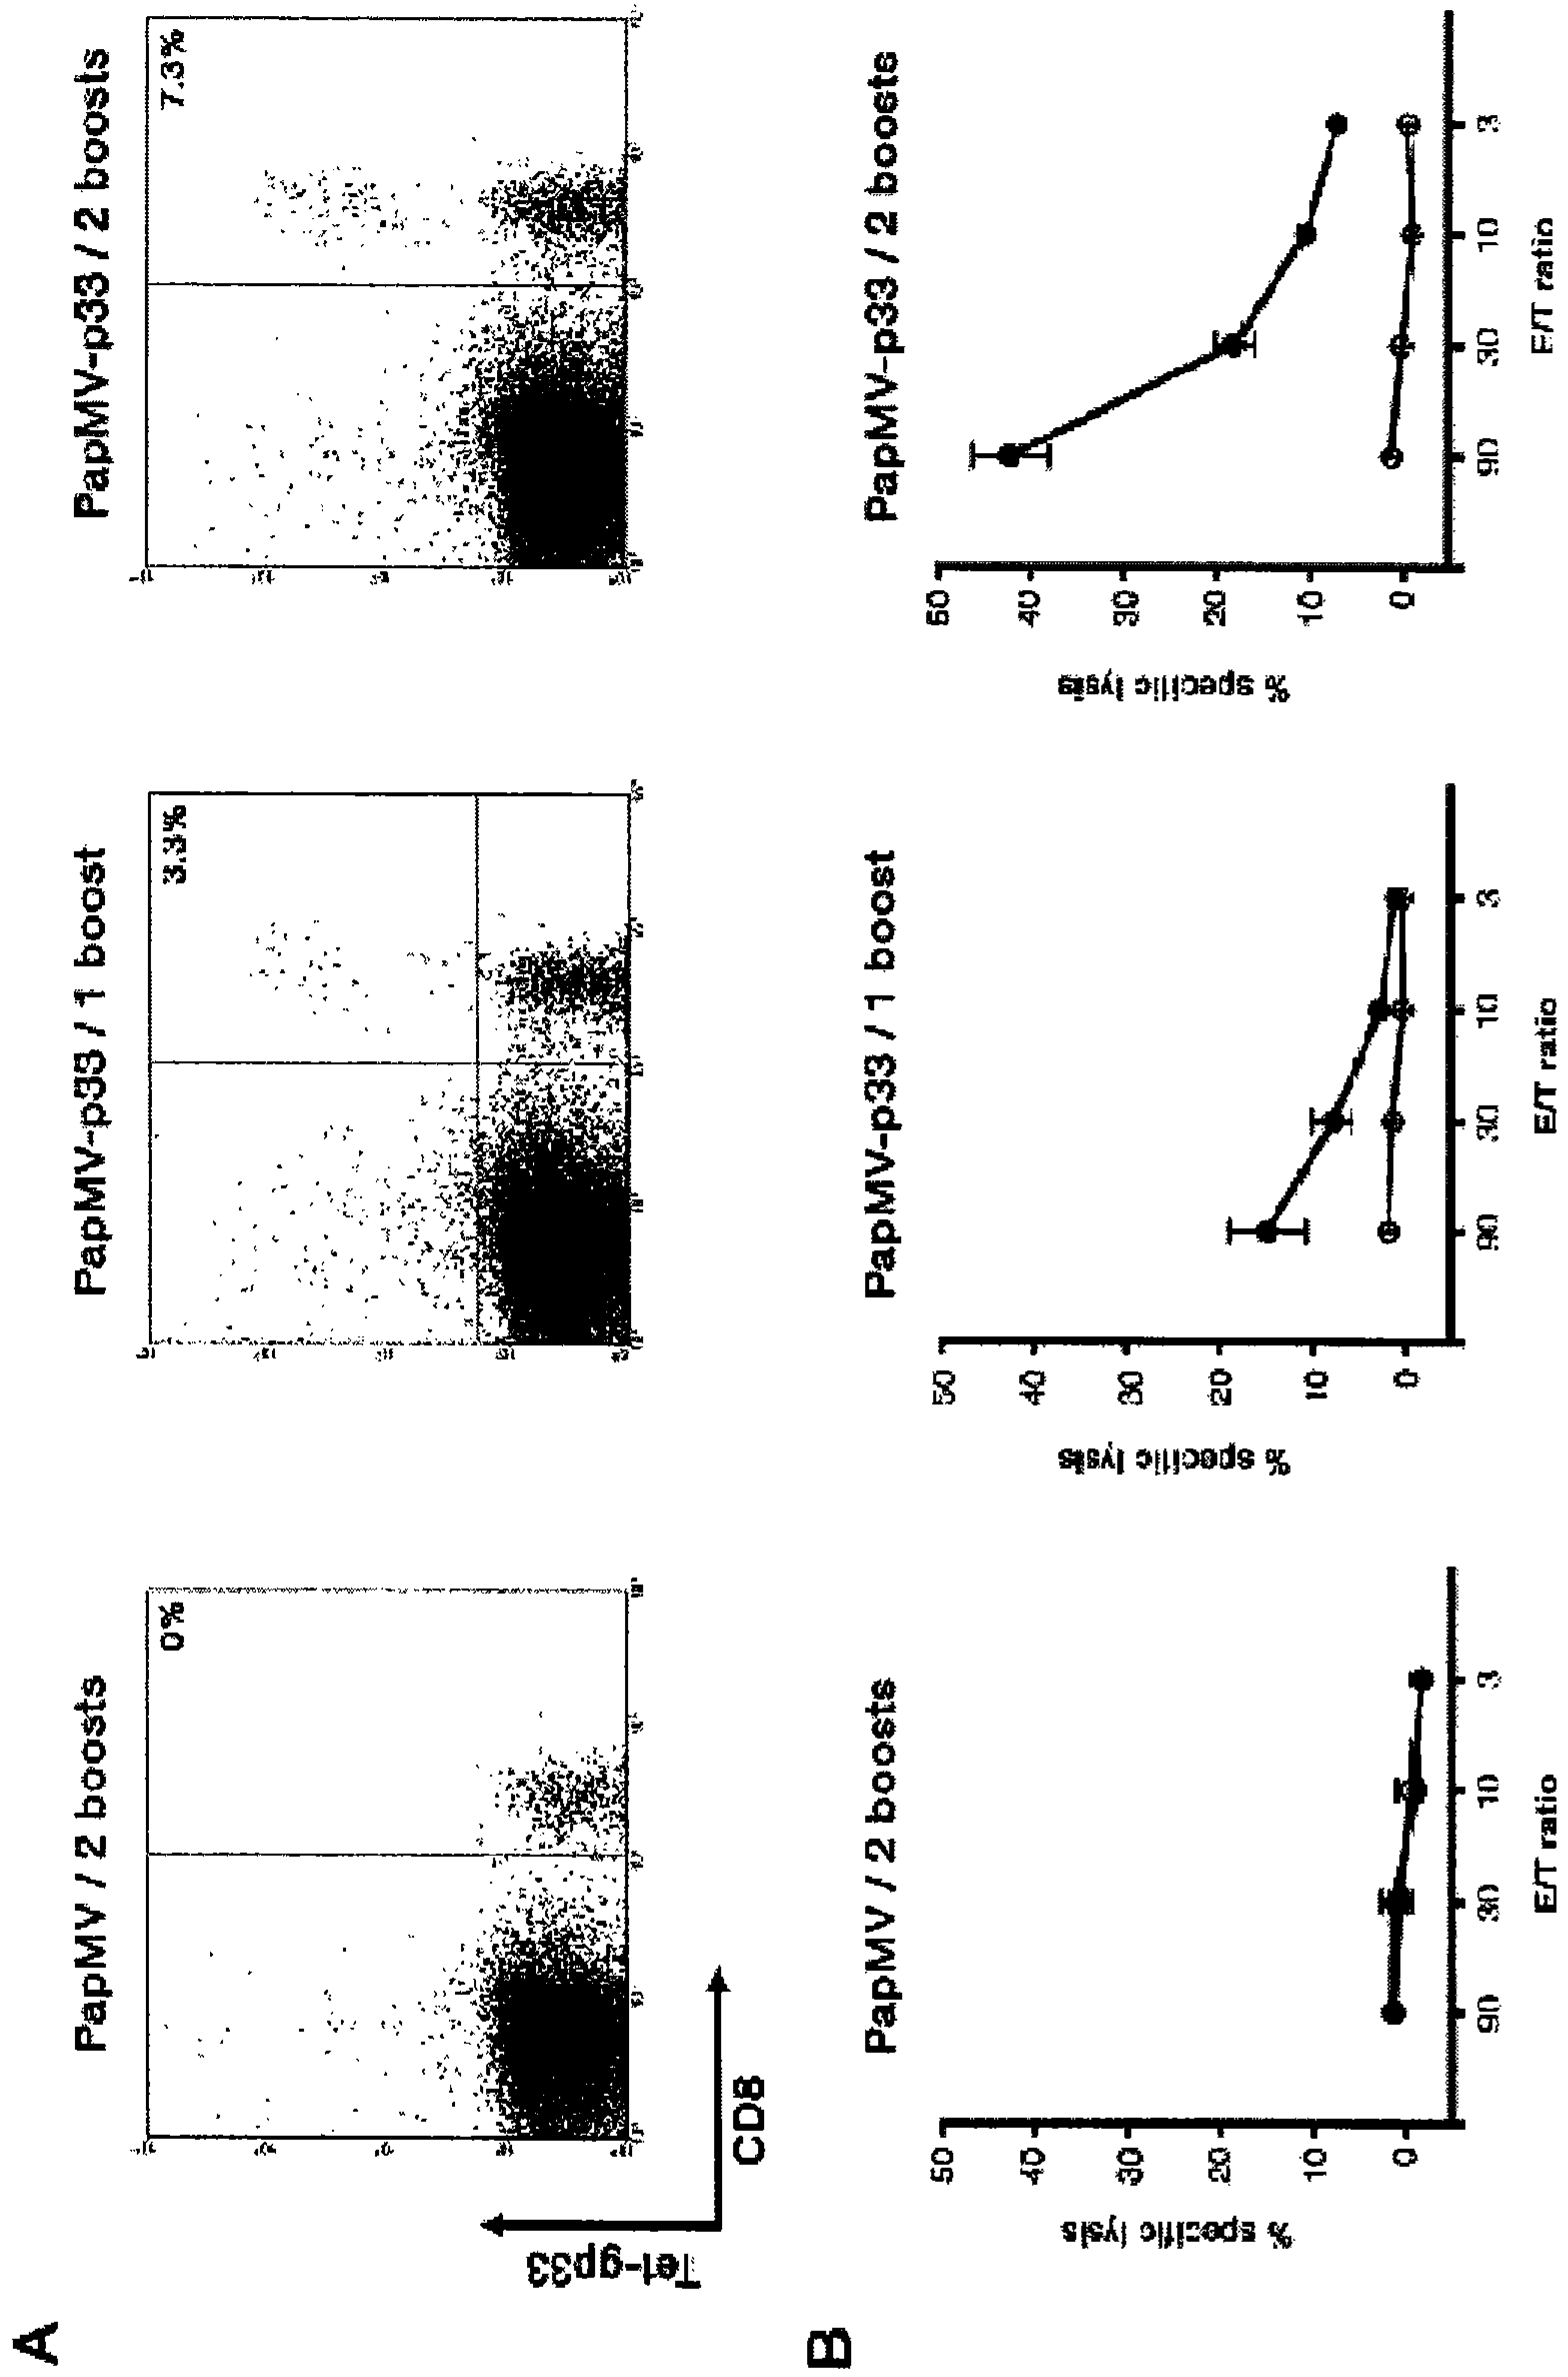 A
PapMV / 2 boosts
PapMV-p33 / 1 boost
PapMV-p33 / 2 boosts
0%
3.3%
7.3%
Tet-gp33
CD8
B
PapMV / 2 boosts
PapMV-p33 / 1 boost
PapMV-p33 / 2 boosts
% specific lysis
50
40
30
20
10
0
90
30
10
3
E/T ratio
% specific lysis
50
40
30
20
10
0
90
30
10
3
E/T ratio
% specific lysis
50
40
30
20
10
0
90
30
10
3
E/T ratio